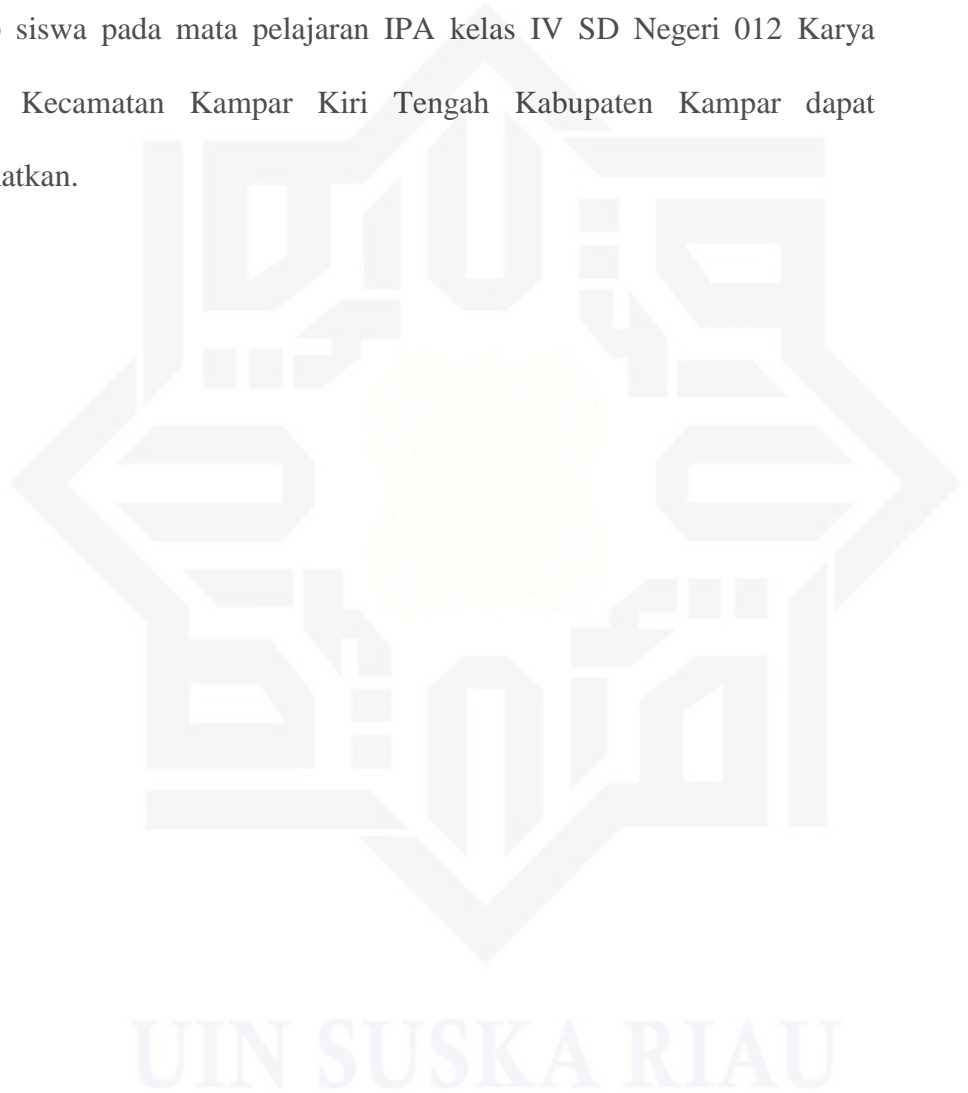 siswa pada mata pelajaran IPA kelas IV SD Negeri 012 Karya
Kecamatan Kampar Kiri Tengah Kabupaten Kampar dapat
atkan.
UIN SUSKA RIAU